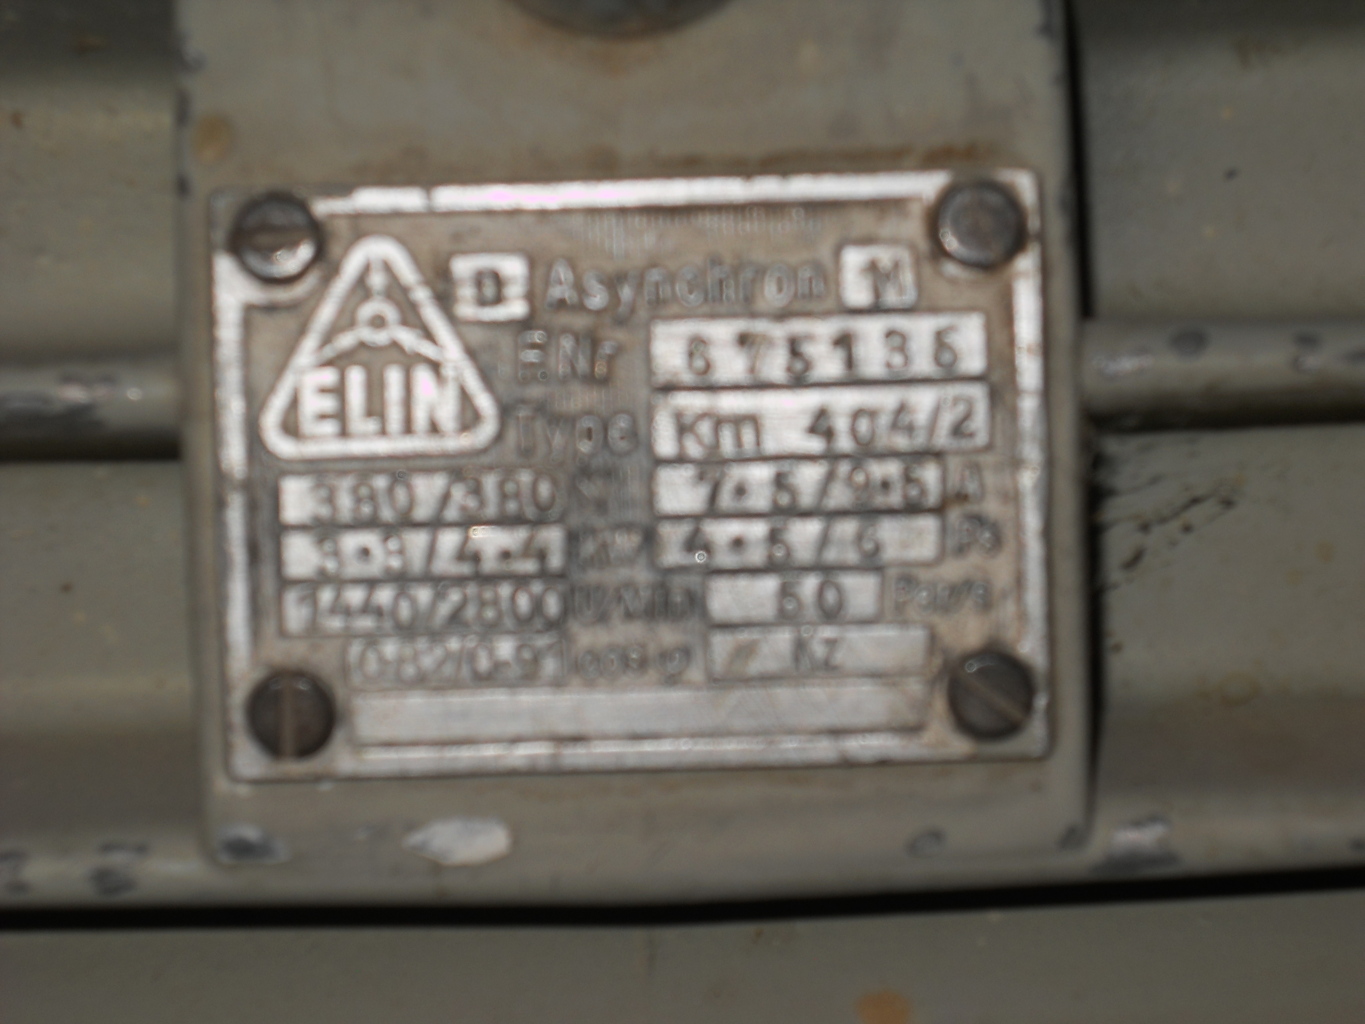 ELIN
D Asynchron M
E.Nr 675136
Type Km 404/2
380/380 V 7.5/9.5 A
3.3/4.4 kW 4.5/6 PS
1440/2800 U/Min 50 Per/s
0.82/0.91 cos φ Kz